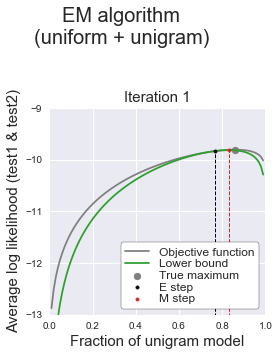 EM algorithm
(uniform + unigram)
Iteration 1
Average log likelihood (test1 & test2)
−9
−10
−11
−12
−13
Objective function
Lower bound
True maximum
E step
M step
0.0 0.2 0.4 0.6 0.8 1.0
Fraction of unigram model